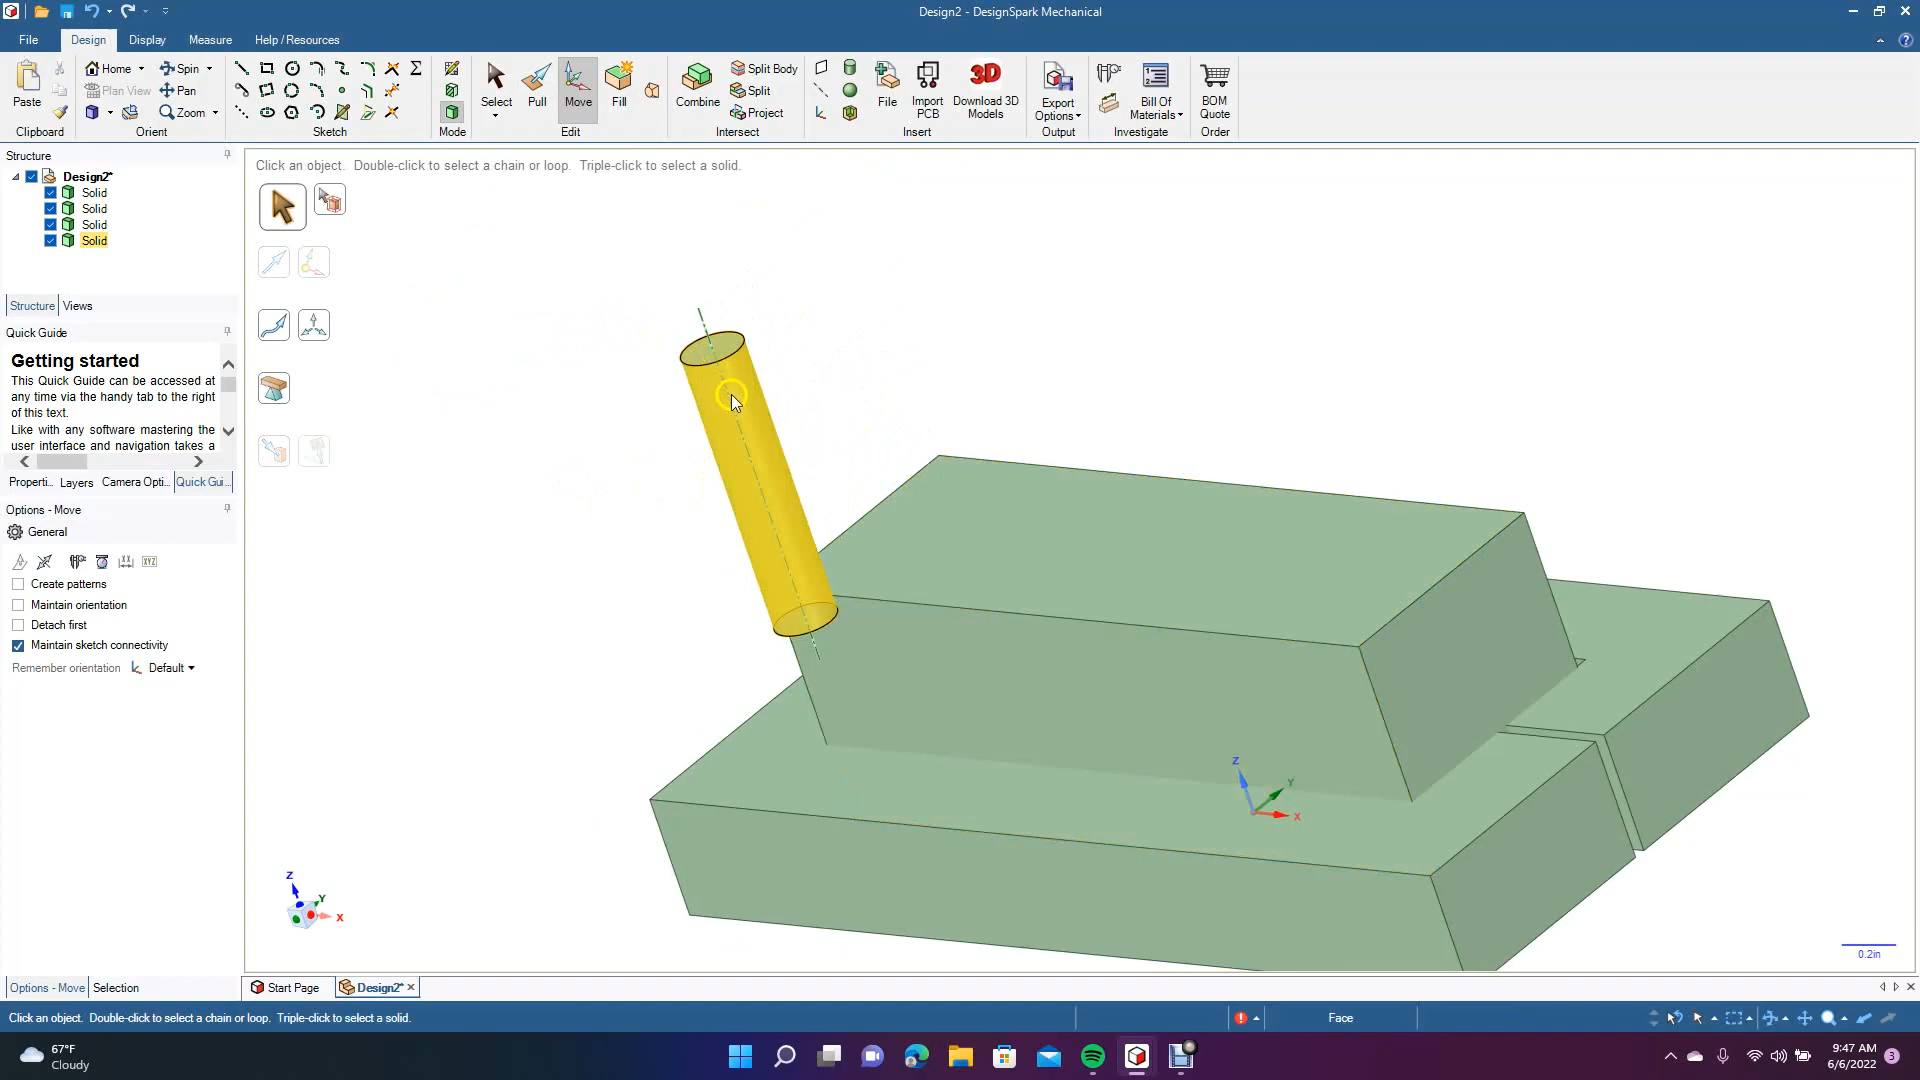 Design2 - DesignSpark Mechanical
File
Design
Display
Measure
Help / Resources
Paste
Home
Plan View
Spin
Pan
Zoom
Select
Pull
Move
Fill
Combine
Split Body
Split
Project
File
Import PCB
3D
Download 3D Models
Export Options
Bill Of Materials
BOM Quote
Clipboard
Orient
Sketch
Mode
Edit
Intersect
Insert
Output
Investigate
Order
Structure
Design2*
Solid
Solid
Solid
Solid
Structure
Views
Quick Guide
Getting started
This Quick Guide can be accessed at
any time via the handy tab to the right
of this text.
Like with any software mastering the
user interface and navigation takes a
Properti...
Layers
Camera Opti...
Quick Gui...
Options - Move
General
XYZ
Create patterns
Maintain orientation
Detach first
Maintain sketch connectivity
Remember orientation
Default
Click an object. Double-click to select a chain or loop. Triple-click to select a solid.
Z
Y
X
Z
Y
X
0.2in
Options - Move
Selection
Start Page
Design2*
Click an object. Double-click to select a chain or loop. Triple-click to select a solid.
Face
67°F
Cloudy
9:47 AM
6/6/2022
3